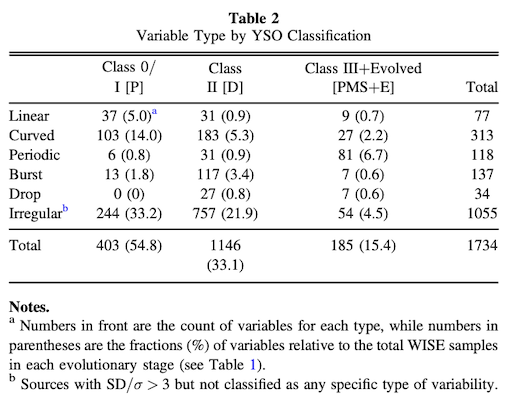 Table 2
Variable Type by YSO Classification
Class 0/ Class Class III+Evolved
I [P] II [D] [PMS+E] Total
Linear 37 (5.0)a 31 (0.9) 9 (0.7) 77
Curved 103 (14.0) 183 (5.3) 27 (2.2) 313
Periodic 6 (0.8) 31 (0.9) 81 (6.7) 118
Burst 13 (1.8) 117 (3.4) 7 (0.6) 137
Drop 0 (0) 27 (0.8) 7 (0.6) 34
Irregularb 244 (33.2) 757 (21.9) 54 (4.5) 1055
Total 403 (54.8) 1146 185 (15.4) 1734
(33.1)
Notes.
a Numbers in front are the count of variables for each type, while numbers in
parentheses are the fractions (%) of variables relative to the total WISE samples
in each evolutionary stage (see Table 1).
b Sources with SD/σ > 3 but not classified as any specific type of variability.